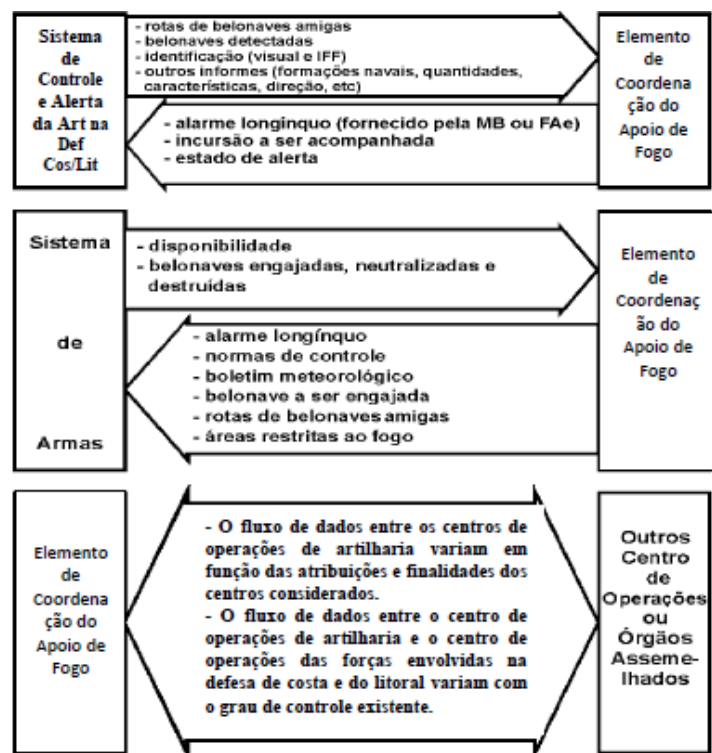 Sistema
de
Controle
e Alerta
da Art na
Def
Cos/Lit
- rotas de belonaves amigas
- belonaves detectadas
- identificação (visual e IFF)
- outros informes (formações navais, quantidades,
características, direção, etc)
- alarme longínquo (fornecido pela MB ou FAe)
- incursão a ser acompanhada
- estado de alerta
Elemento
de
Coordena
ção do
Apoio de
Fogo
Sistema
de
Armas
- disponibilidade
- belonaves engajadas, neutralizadas e
destruídas
- alarme longínquo
- normas de controle
- boletim meteorológico
- belonave a ser engajada
- rotas de belonaves amigas
- áreas restritas ao fogo
Elemento
de
Coordenaç
ão do
Apoio de
Fogo
Elemento
de
Coordena
ção do
Apoio de
Fogo
- O fluxo de dados entre os centros de
operações de artilharia variam em
função das atribuições e finalidades dos
centros considerados.
- O fluxo de dados entre o centro de
operações de artilharia e o centro de
operações das forças envolvidas na
defesa de costa e do litoral variam com
o grau de controle existente.
Outros
Centro
de
Operações
ou
Órgãos
Asseme-
lhados